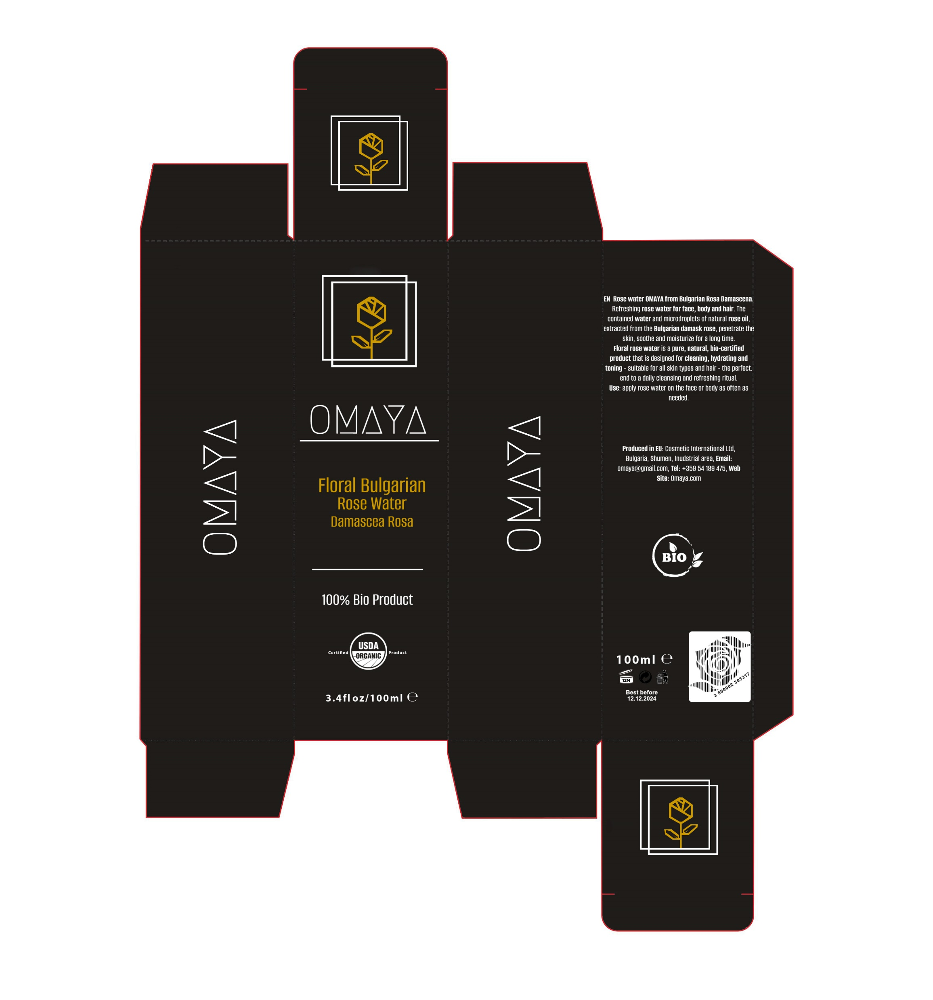 OMAYA
OMAYA
Floral Bulgarian
Rose Water
Damascea Rosa
100% Bio Product
Certified USDA ORGANIC Product
3.4fl oz/100ml ℮
OMAYA
EN Rose water OMAYA from Bulgarian Rosa Damascena.
Refreshing rose water for face, body and hair. The
contained water and microdroplets of natural rose oil,
extracted from the Bulgarian damask rose, penetrate the
skin, soothe and moisturize for a long time.
Floral rose water is a pure, natural, bio-certified
product that is designed for cleaning, hydrating and
toning - suitable for all skin types and hair - the perfect.
end to a daily cleansing and refreshing ritual.
Use: apply rose water on the face or body as often as
needed.
Produced in EU: Cosmetic International Ltd,
Bulgaria, Shumen, Inudstrial area, Email:
omaya@gmail.com, Tel: +359 54 189 475, Web
Site: Omaya.com
BIO
100ml ℮
12M
Best before
12.12.2024
3 800002 303317